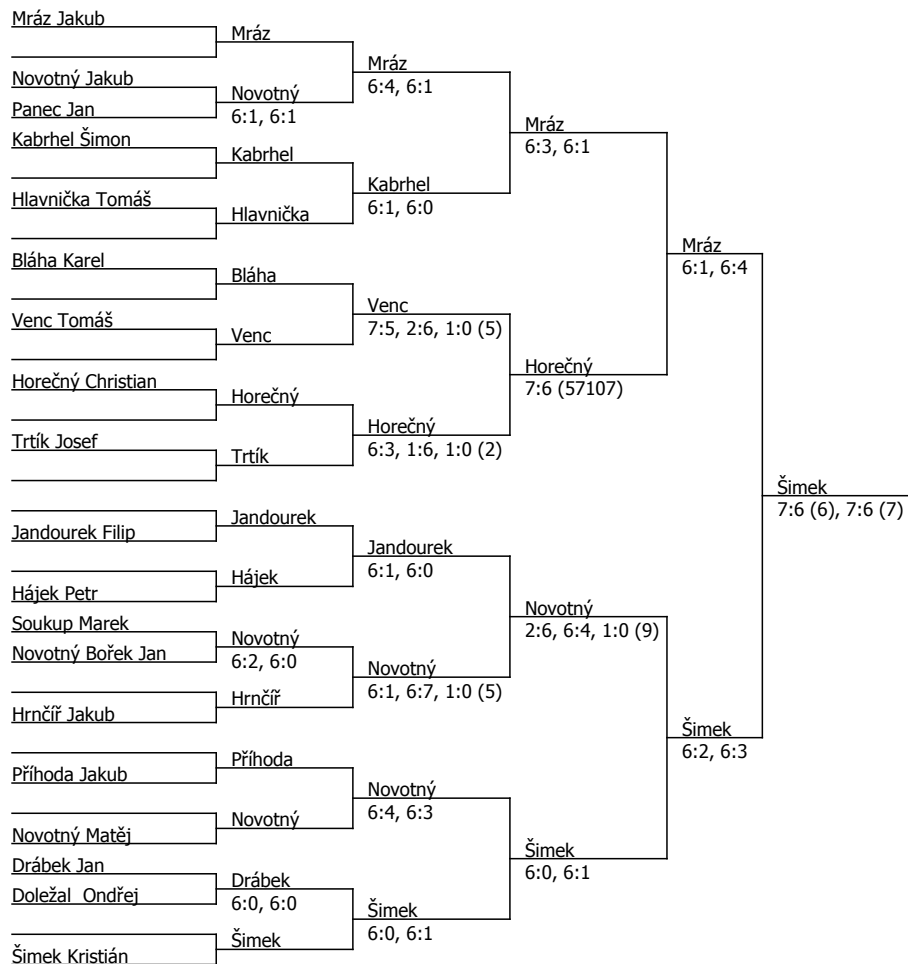 Mráz Jakub
Mráz
Mráz
6:4, 6:1
Novotný Jakub
Novotný
Panec Jan
6:1, 6:1
Mráz
6:3, 6:1
Kabrhel Šimon
Kabrhel
Kabrhel
6:1, 6:0
Hlavnička Tomáš
Hlavnička
Mráz
6:1, 6:4
Bláha Karel
Bláha
Venc
7:5, 2:6, 1:0 (5)
Venc Tomáš
Venc
Horečný
7:6 (57107)
Horečný Christian
Horečný
Horečný
6:3, 1:6, 1:0 (2)
Trtík Josef
Trtík
Šimek
7:6 (6), 7:6 (7)
Jandourek
Jandourek Filip
Jandourek
6:1, 6:0
Hájek
Hájek Petr
Novotný
2:6, 6:4, 1:0 (9)
Soukup Marek
Novotný
Novotný Bořek Jan
6:2, 6:0
Novotný
6:1, 6:7, 1:0 (5)
Hrnčíř
Hrnčíř Jakub
Šimek
6:2, 6:3
Příhoda
Příhoda Jakub
Novotný
6:4, 6:3
Novotný
Novotný Matěj
Šimek
6:0, 6:1
Drábek Jan
Drábek
Doležal  Ondřej
6:0, 6:0
Šimek
6:0, 6:1
Šimek
Šimek Kristián